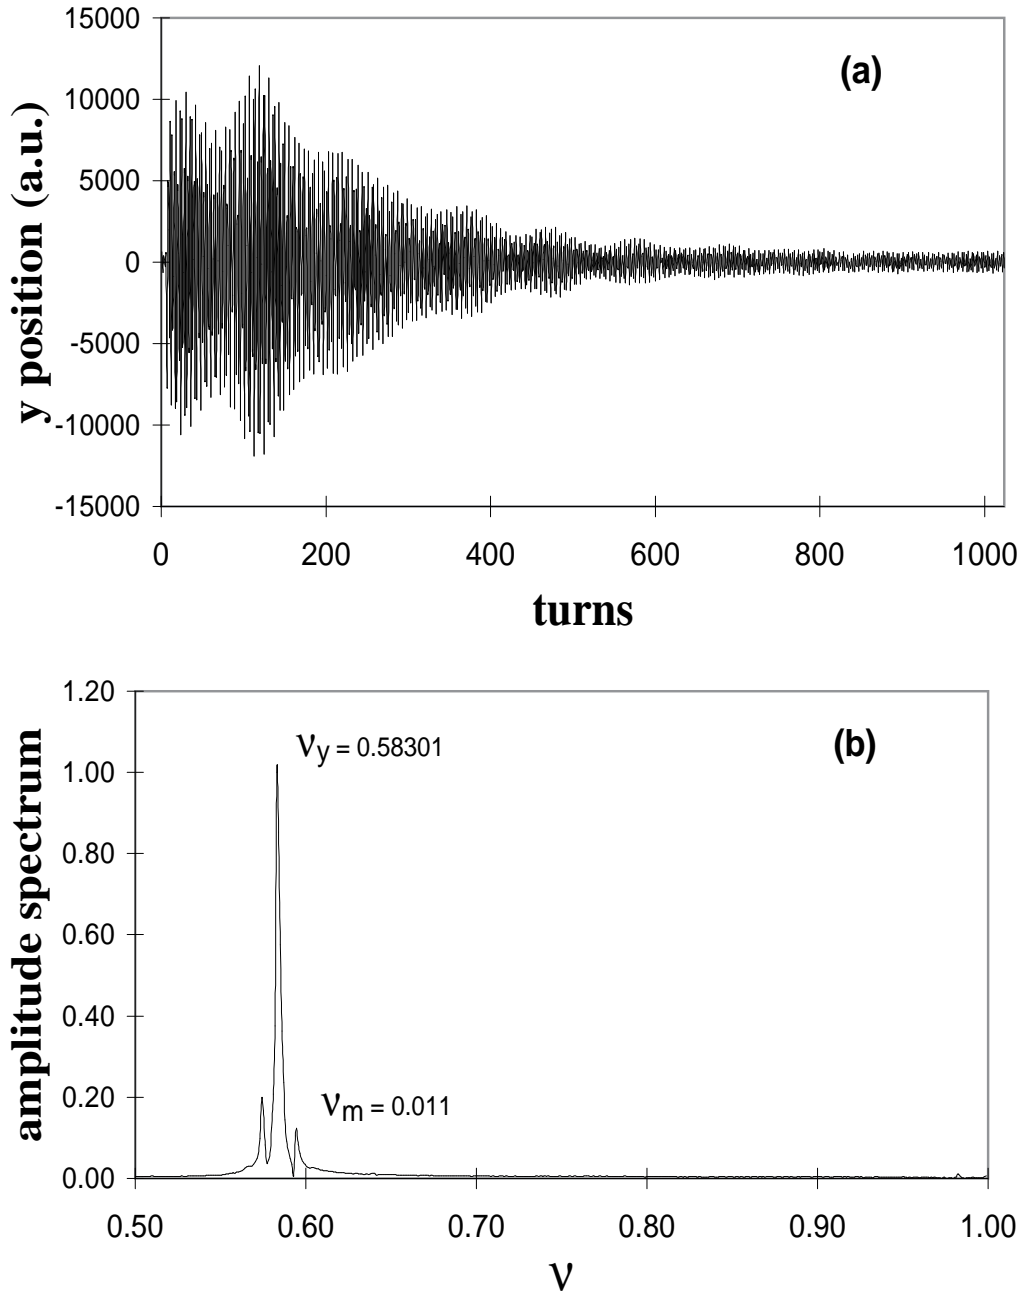 15000
(a)
10000
5000
0
-5000
-10000
-15000
y position (a.u.)
0 200 400 600 800 1000
turns
1.20
νy = 0.58301
(b)
1.00
0.80
0.60
0.40
0.20
νm = 0.011
0.00
amplitude spectrum
0.50 0.60 0.70 0.80 0.90 1.00
ν